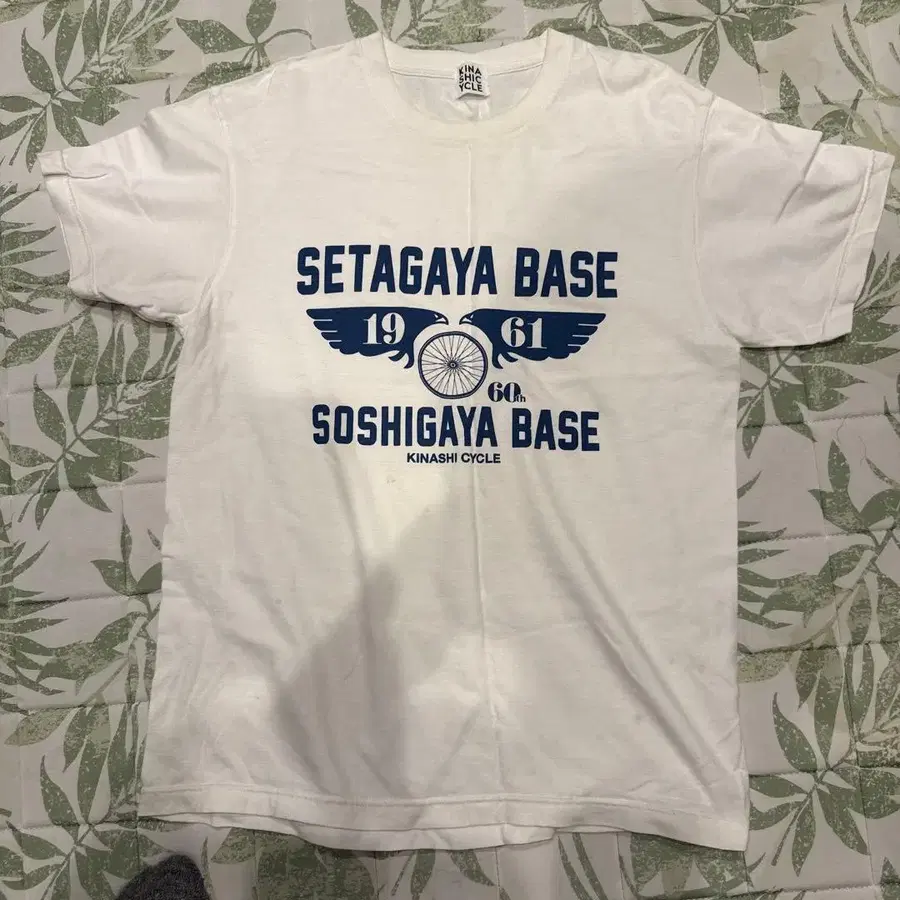 KINA
SHIC
YCLE
SETAGAYA BASE
19 61
60th
SOSHIGAYA BASE
KINASHI CYCLE